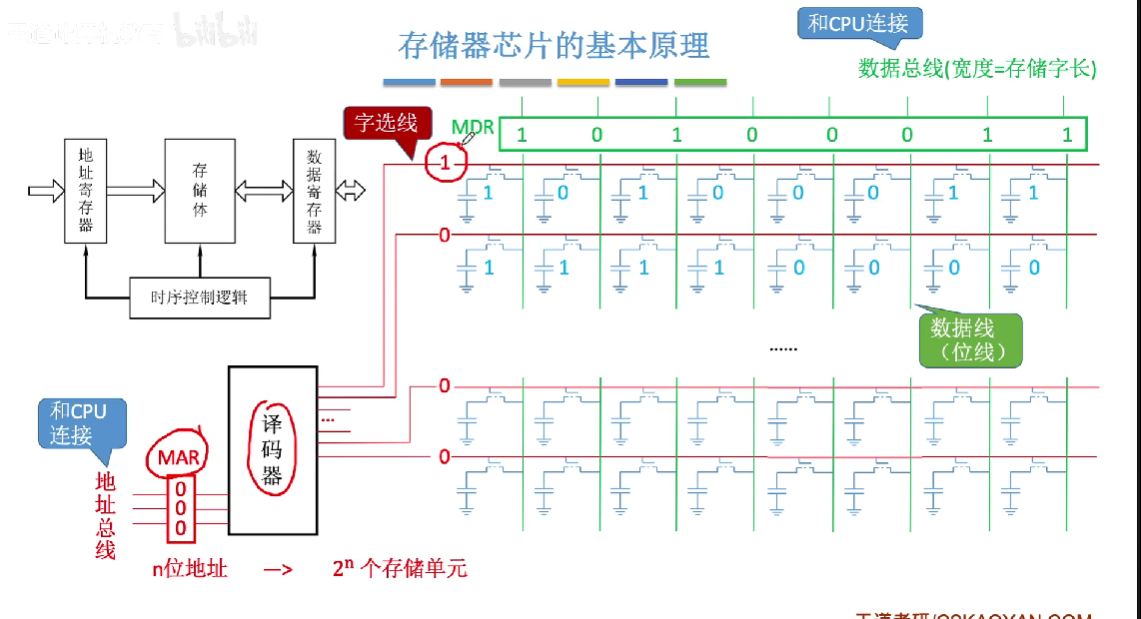 bilibili
存储器芯片的基本原理
和CPU连接
数据总线(宽度=存储字长)
字选线
MDR 1 0 1 0 0 0 1 1
地址寄存器
存储体
数据寄存器
时序控制逻辑
1
1 0 1 0 0 0 1 1
0
1 1 1 1 0 0 0 0
数据线
（位线）
......
0
0
...
译码器
和CPU
连接
MAR
地址总线
0
0
0
n位地址 —> 2ⁿ 个存储单元
王道考研/CSKAOYAN.COM